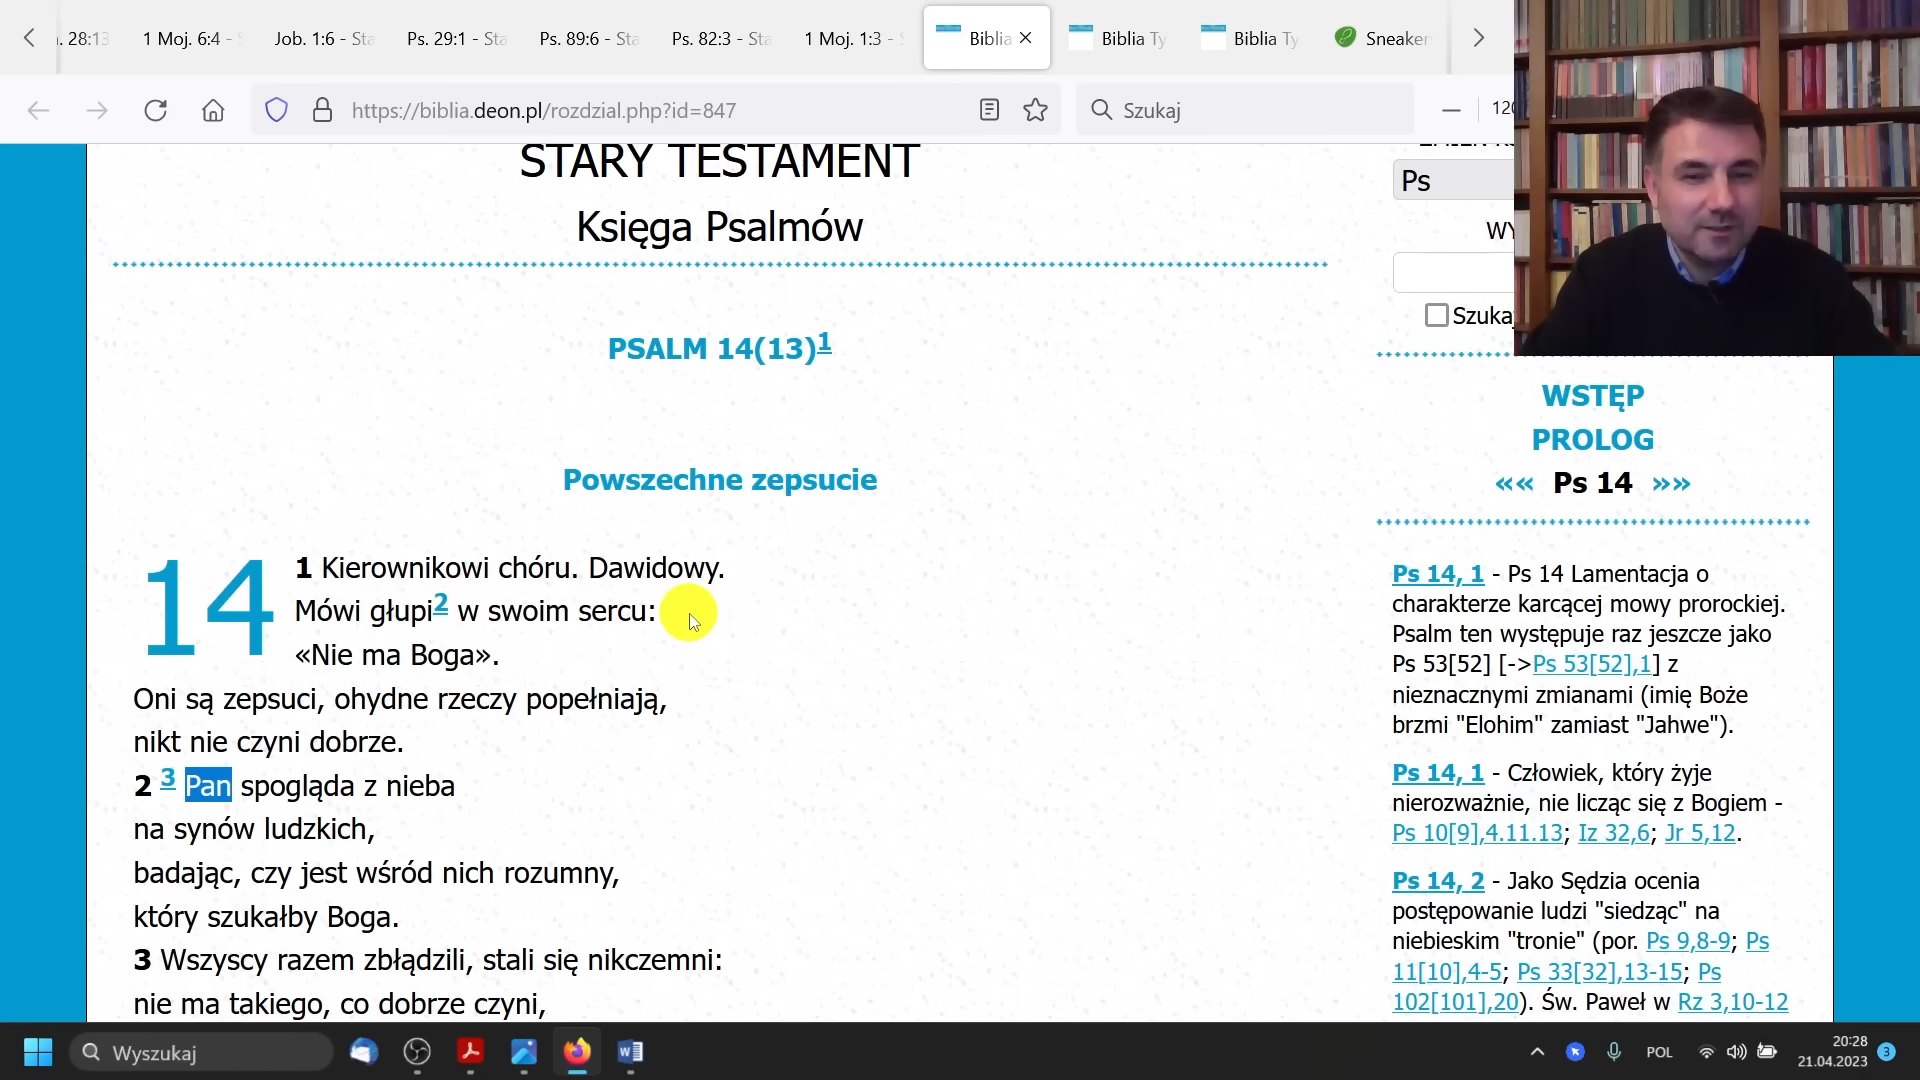 28:13
1 Moj. 6:4 - S
Job. 1:6 - Sta
Ps. 29:1 - Sta
Ps. 89:6 - Sta
Ps. 82:3 - Sta
1 Moj. 1:3 - S
Biblia
Biblia Ty
Biblia Ty
Sneaker
https://biblia.deon.pl/rozdzial.php?id=847
Szukaj
120
STARY TESTAMENT
Księga Psalmów
PSALM 14(13)1
Powszechne zepsucie
14
1 Kierownikowi chóru. Dawidowy.
Mówi głupi2 w swoim sercu:
«Nie ma Boga».
Oni są zepsuci, ohydne rzeczy popełniają,
nikt nie czyni dobrze.
2 3 Pan spogląda z nieba
na synów ludzkich,
badając, czy jest wśród nich rozumny,
który szukałby Boga.
3 Wszyscy razem zbłądzili, stali się nikczemni:
nie ma takiego, co dobrze czyni,
Ps
WY
Szuka
WSTĘP
PROLOG
«« Ps 14 »»
Ps 14, 1 - Ps 14 Lamentacja o
charakterze karcącej mowy prorockiej.
Psalm ten występuje raz jeszcze jako
Ps 53[52] [->Ps 53[52],1] z
nieznacznymi zmianami (imię Boże
brzmi "Elohim" zamiast "Jahwe").
Ps 14, 1 - Człowiek, który żyje
nierozważnie, nie licząc się z Bogiem -
Ps 10[9],4.11.13; Iz 32,6; Jr 5,12.
Ps 14, 2 - Jako Sędzia ocenia
postępowanie ludzi "siedząc" na
niebieskim "tronie" (por. Ps 9,8-9; Ps
11[10],4-5; Ps 33[32],13-15; Ps
102[101],20). Św. Paweł w Rz 3,10-12
Wyszukaj
POL
20:28
21.04.2023
3